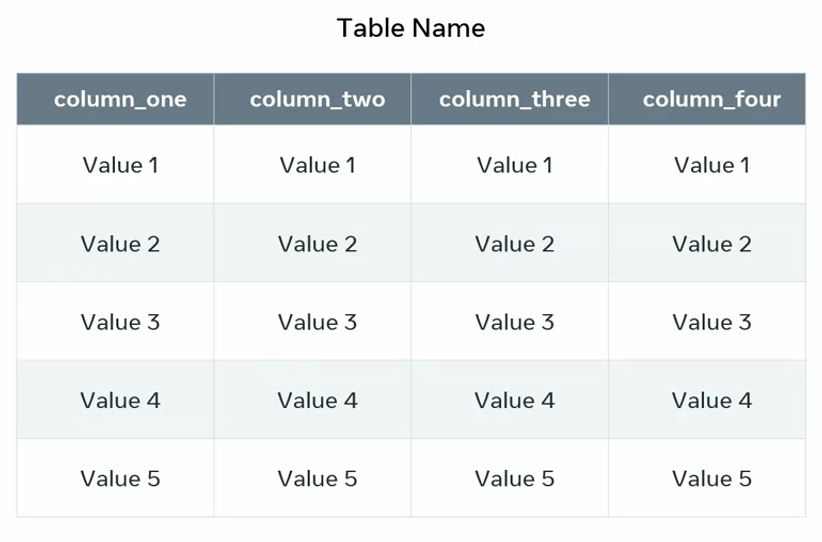 Table Name
column_one column_two column_three column_four
Value 1 Value 1 Value 1 Value 1
Value 2 Value 2 Value 2 Value 2
Value 3 Value 3 Value 3 Value 3
Value 4 Value 4 Value 4 Value 4
Value 5 Value 5 Value 5 Value 5